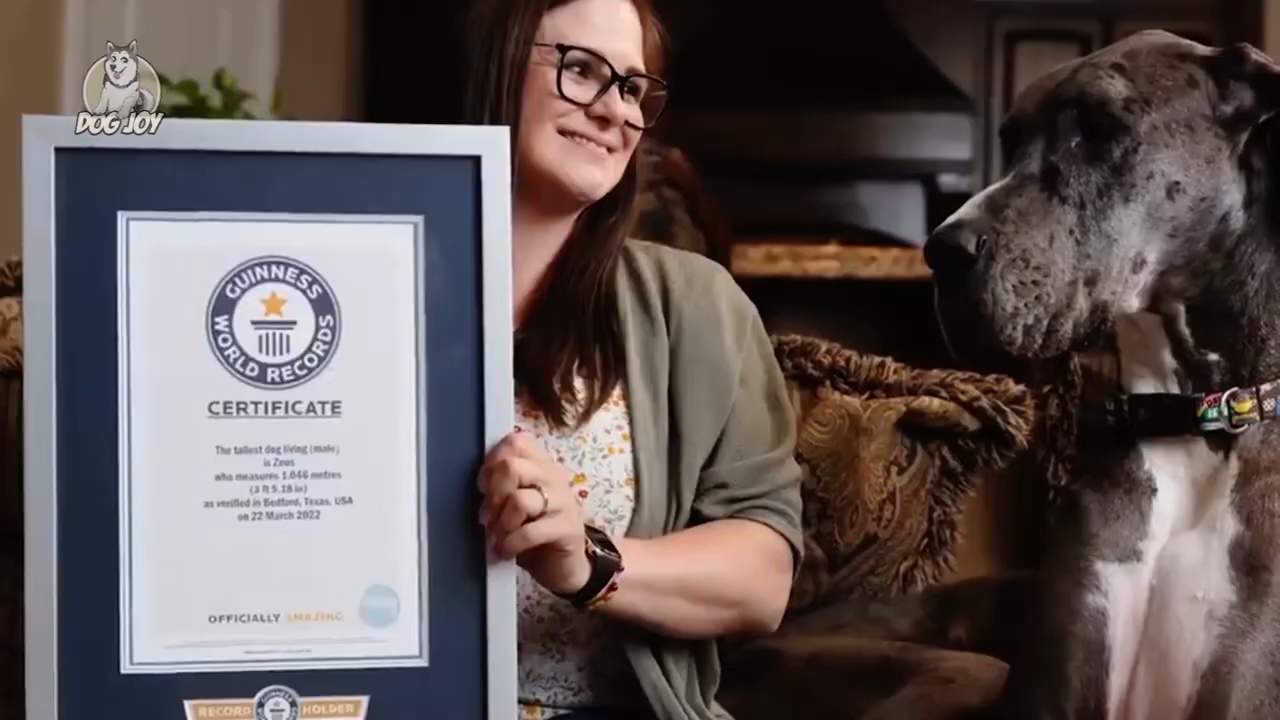 DOG JOY
GUINNESS
WORLD RECORDS
CERTIFICATE
The tallest dog living (male)
is Zeus
who measures 1.046 metres
(3 ft 5.18 in)
as verified in Bedford, Texas, USA
on 22 March 2022
OFFICIALLY AMAZING
RECORD HOLDER